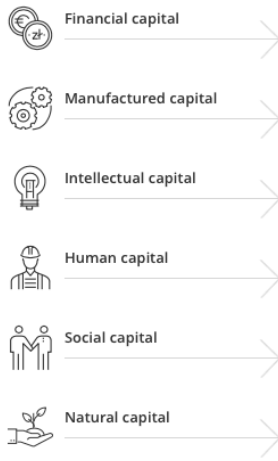 €
zł
Financial capital
Manufactured capital
Intellectual capital
Human capital
Social capital
Natural capital